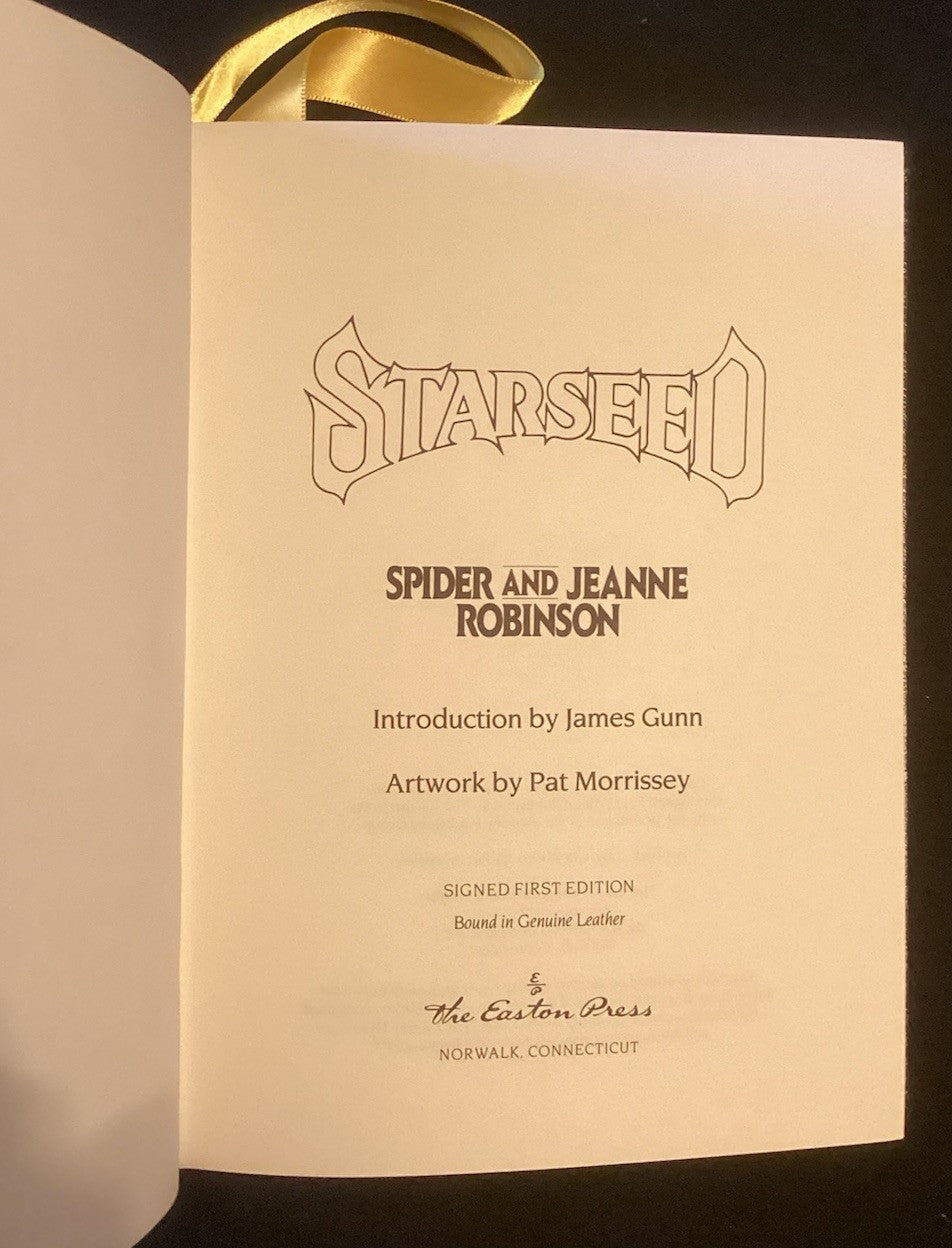 STARSEED
SPIDER AND JEANNE
ROBINSON
Introduction by James Gunn
Artwork by Pat Morrissey
SIGNED FIRST EDITION
Bound in Genuine Leather
E
P
The Easton Press
NORWALK, CONNECTICUT